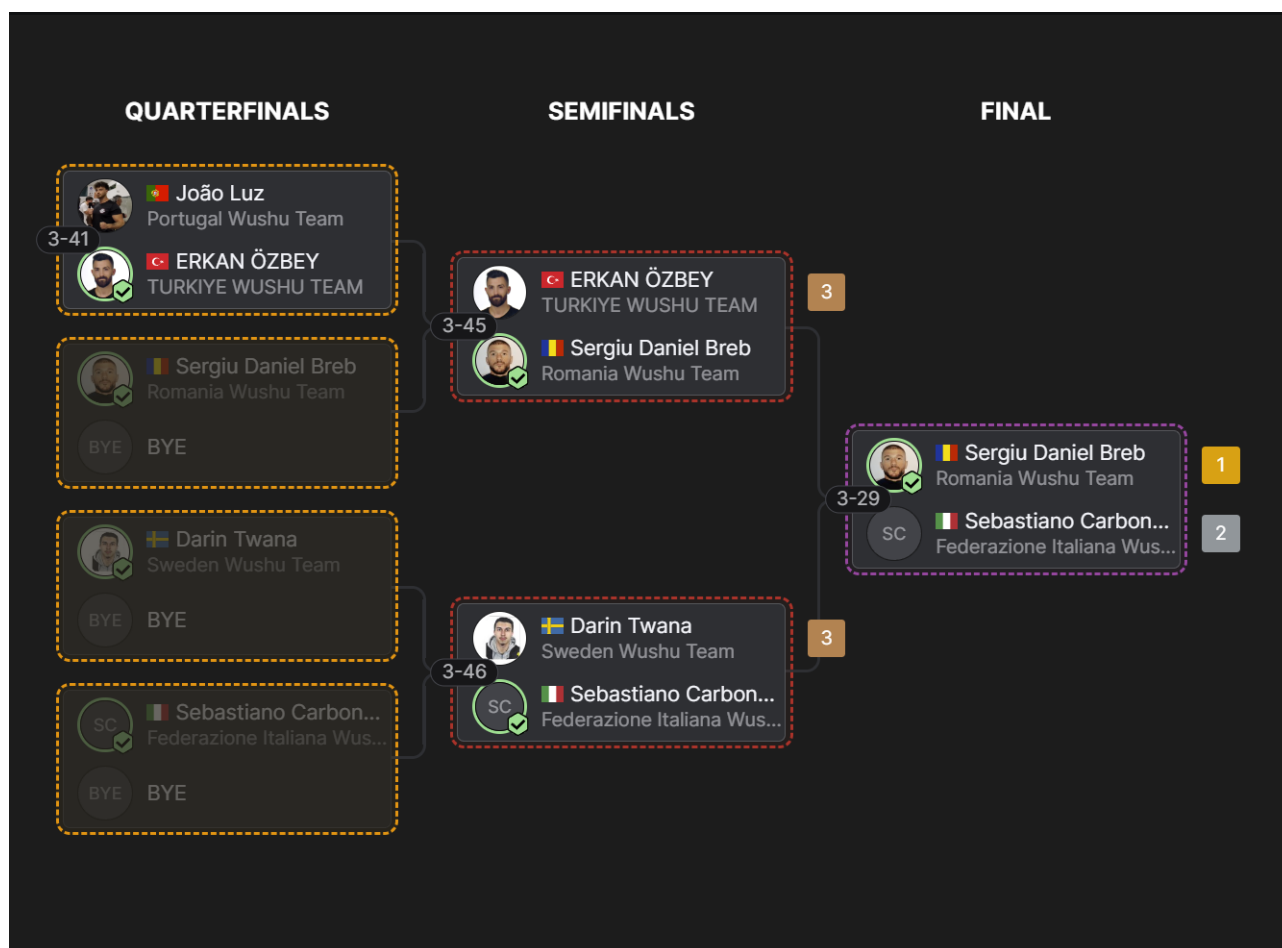 QUARTERFINALS
SEMIFINALS
FINAL
João Luz
Portugal Wushu Team
3-41
ERKAN ÖZBEY
TURKIYE WUSHU TEAM
Sergiu Daniel Breb
Romania Wushu Team
BYE
BYE
Darin Twana
Sweden Wushu Team
BYE
BYE
SC
Sebastiano Carbon...
Federazione Italiana Wus...
BYE
BYE
ERKAN ÖZBEY
TURKIYE WUSHU TEAM
3
3-45
Sergiu Daniel Breb
Romania Wushu Team
Darin Twana
Sweden Wushu Team
3
3-46
SC
Sebastiano Carbon...
Federazione Italiana Wus...
Sergiu Daniel Breb
Romania Wushu Team
1
3-29
SC
Sebastiano Carbon...
Federazione Italiana Wus...
2